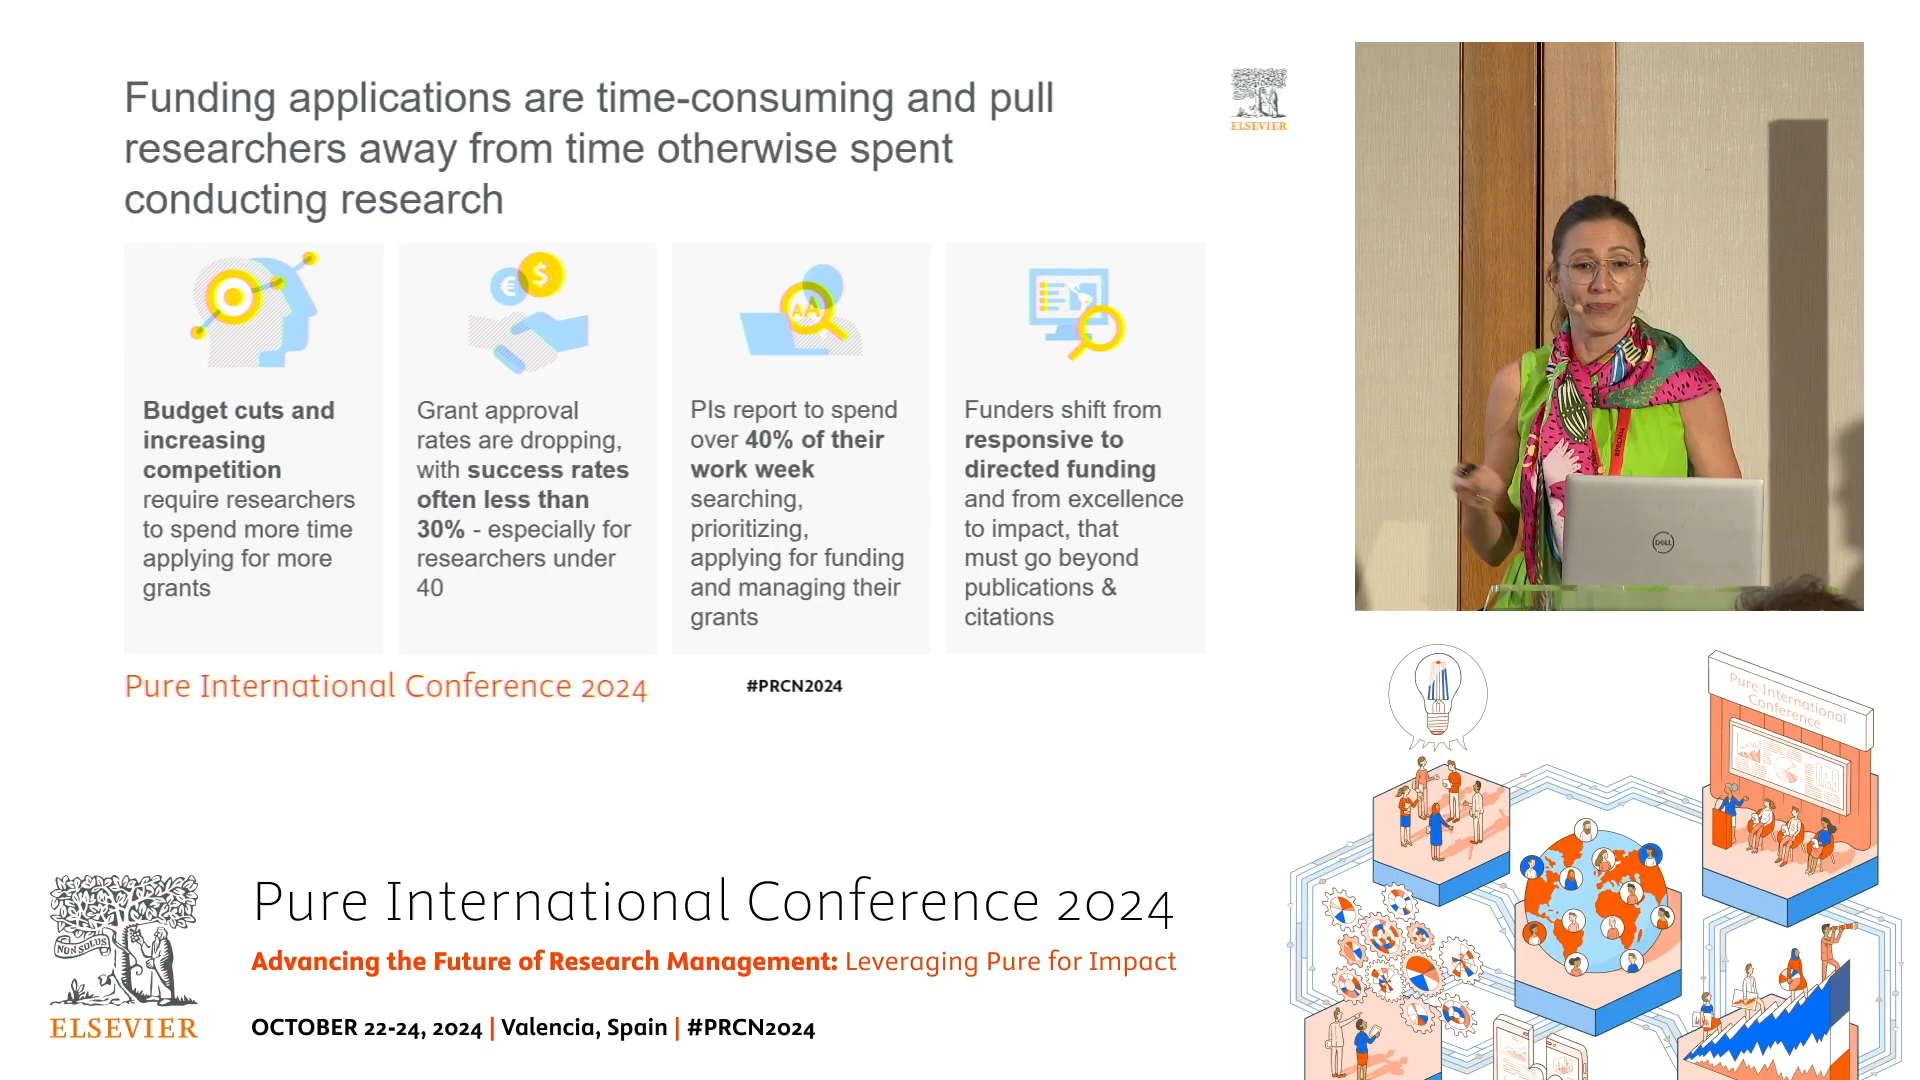 Funding applications are time-consuming and pull
researchers away from time otherwise spent
conducting research
ELSEVIER
€
$
AA
Budget cuts and
increasing
competition
require researchers
to spend more time
applying for more
grants
Grant approval
rates are dropping,
with success rates
often less than
30% - especially for
researchers under
40
PIs report to spend
over 40% of their
work week
searching,
prioritizing,
applying for funding
and managing their
grants
Funders shift from
responsive to
directed funding
and from excellence
to impact, that
must go beyond
publications &
citations
Pure International Conference 2024
#PRCN2024
#PRCN24
DELL
Pure International
Conference
NON SOLUS
ELSEVIER
Pure International Conference 2024
Advancing the Future of Research Management: Leveraging Pure for Impact
OCTOBER 22-24, 2024 | Valencia, Spain | #PRCN2024